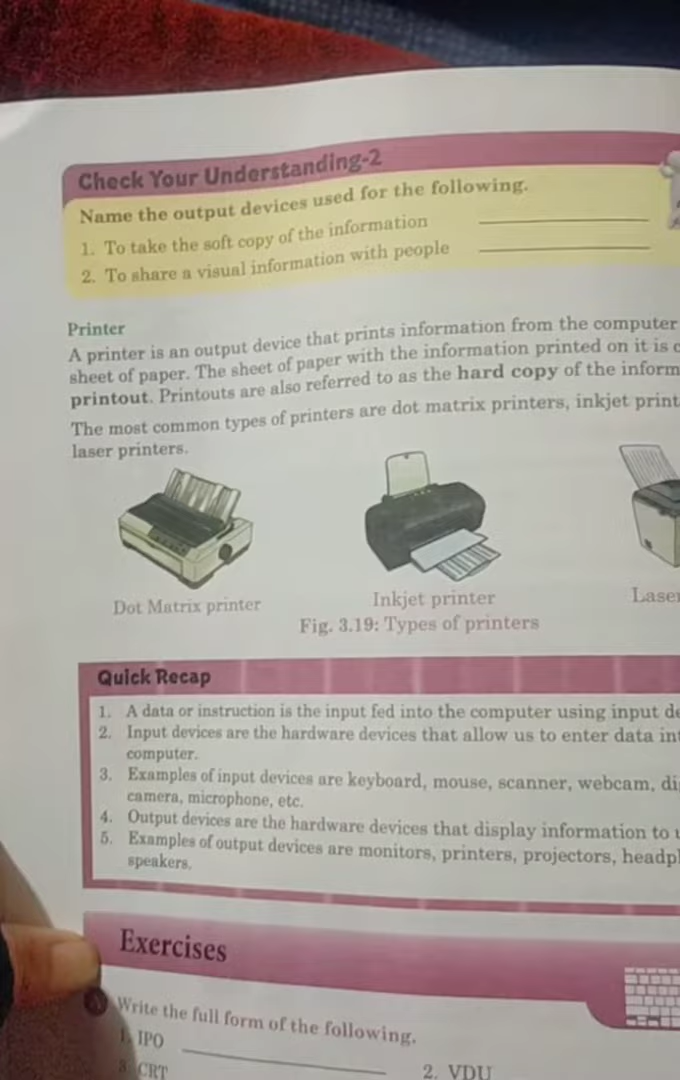 Check Your Understanding-2
Name the output devices used for the following.
1. To take the soft copy of the information
2. To share a visual information with people
Printer
A printer is an output device that prints information from the computer
sheet of paper. The sheet of paper with the information printed on it is
printout. Printouts are also referred to as the hard copy of the
The most common types of printers are dot matrix printers, inkjet
laser printers.
Dot Matrix printer
Inkjet printer
Laser
Fig. 3.19: Types of printers
Quick Recap
1. A data or instruction is the input fed into the computer using input
2. Input devices are the hardware devices that allow us to enter data
computer.
3. Examples of input devices are keyboard, mouse, scanner, webcam,
camera, microphone, etc.
4. Output devices are the hardware devices that display information to
5. Examples of output devices are monitors, printers, projectors,
speakers.
Exercises
Write the full form of the following.
1. IPO
2. VDU
3. CRT